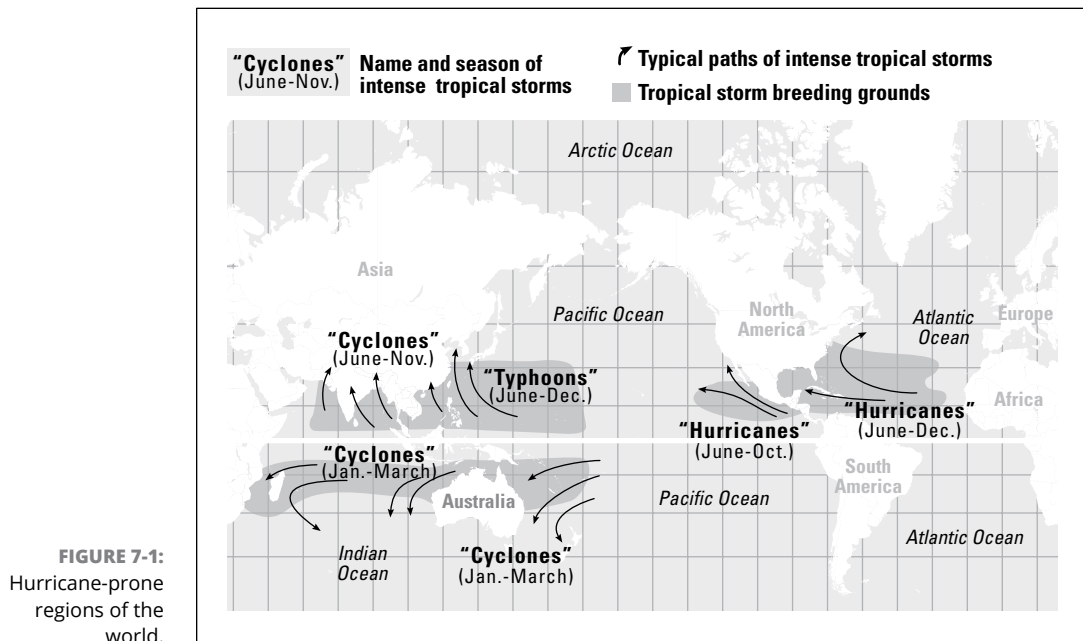 "Cyclones"
(June-Nov.)
Name and season of
intense tropical storms
Typical paths of intense tropical storms
Tropical storm breeding grounds
Arctic Ocean
Asia
Pacific Ocean
North
America
Atlantic
Ocean
Europe
"Cyclones"
(June-Nov.)
"Typhoons"
(June-Dec.)
"Hurricanes"
(June-Oct.)
"Hurricanes"
(June-Dec.)
Africa
"Cyclones"
(Jan.-March)
Australia
Pacific Ocean
South
America
Indian
Ocean
"Cyclones"
(Jan.-March)
Atlantic Ocean
FIGURE 7-1:
Hurricane-prone
regions of the
world.